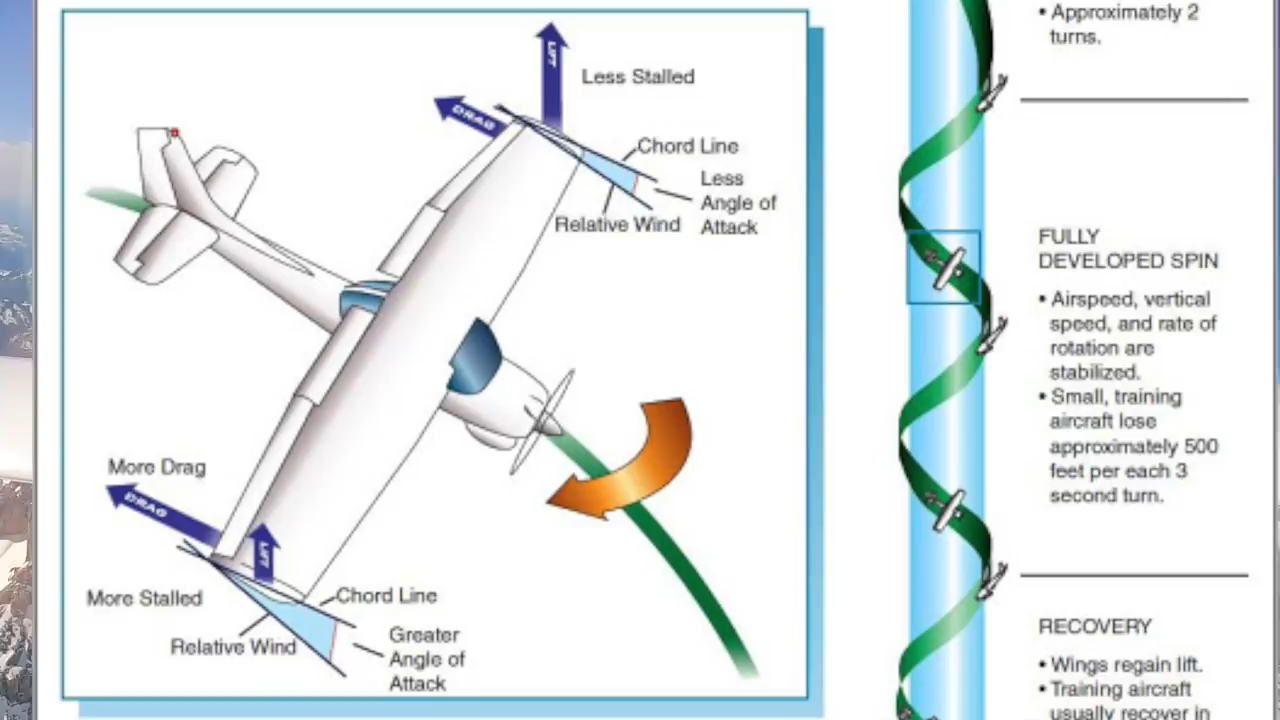 LIFT
Less Stalled
DRAG
Chord Line
Less
Angle of
Attack
Relative Wind
More Drag
DRAG
LIFT
More Stalled
Chord Line
Relative Wind
Greater
Angle of
Attack
• Approximately 2
turns.
FULLY
DEVELOPED SPIN
• Airspeed, vertical
speed, and rate of
rotation are
stabilized.
• Small, training
aircraft lose
approximately 500
feet per each 3
second turn.
RECOVERY
• Wings regain lift.
• Training aircraft
usually recover in